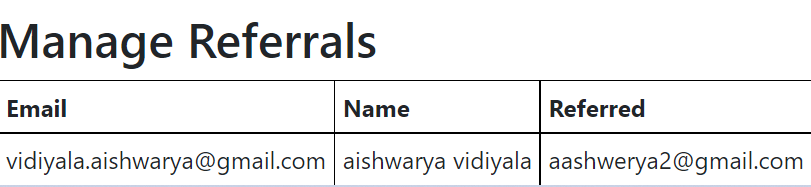 Manage Referrals
Email Name Referred
vidiyala.aishwarya@gmail.com aishwarya vidiyala aashwerya2@gmail.com